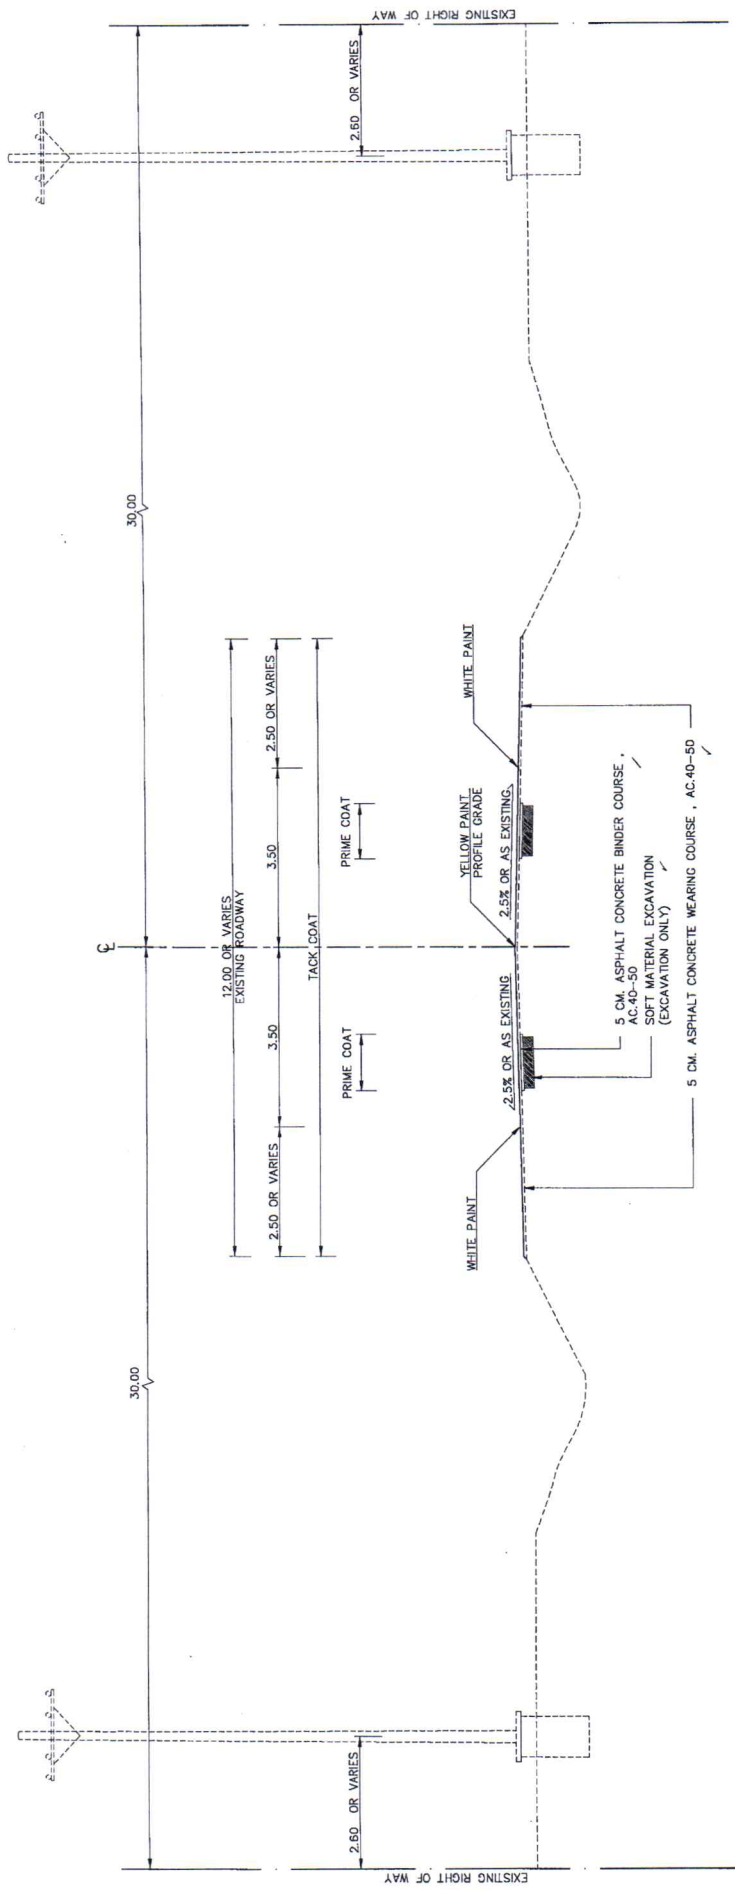 EXISTING RIGHT OF WAY
EXISTING RIGHT OF WAY
30.00
30.00
2.60 OR VARIES
2.60 OR VARIES
℄
12.00 OR VARIES
EXISTING ROADWAY
2.50 OR VARIES
3.50
3.50
2.50 OR VARIES
TACK COAT
PRIME COAT
PRIME COAT
WHITE PAINT
2.5% OR AS EXISTING
YELLOW PAINT
PROFILE GRADE
2.5% OR AS EXISTING
WHITE PAINT
5 CM. ASPHALT CONCRETE BINDER COURSE ,
AC.40-50
SOFT MATERIAL EXCAVATION
(EXCAVATION ONLY)
5 CM. ASPHALT CONCRETE WEARING COURSE , AC.40-50